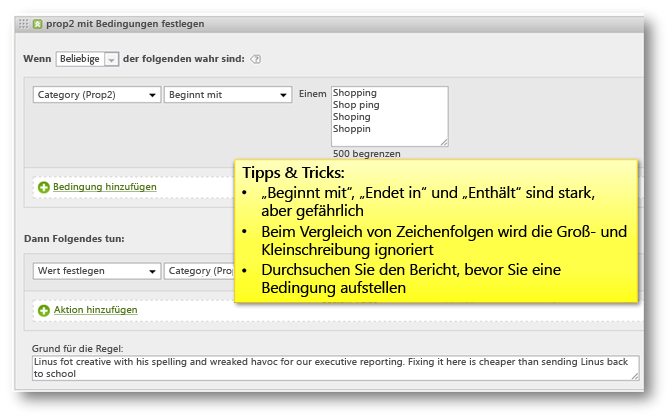 prop2 mit Bedingungen festlegen
Wenn Beliebige der folgenden wahr sind:
Category (Prop2) Beginnt mit Einem Shopping
Shop ping
Shoping
Shoppin
500 begrenzen
Bedingung hinzufügen
Tipps & Tricks:
• „Beginnt mit“, „Endet in“ und „Enthält“ sind stark,
aber gefährlich
• Beim Vergleich von Zeichenfolgen wird die Groß- und
Kleinschreibung ignoriert
• Durchsuchen Sie den Bericht, bevor Sie eine
Bedingung aufstellen
Dann Folgendes tun:
Wert festlegen Category (Pro
Aktion hinzufügen
Grund für die Regel:
Linus fot creative with his spelling and wreaked havoc for our executive reporting. Fixing it here is cheaper than sending Linus back
to school